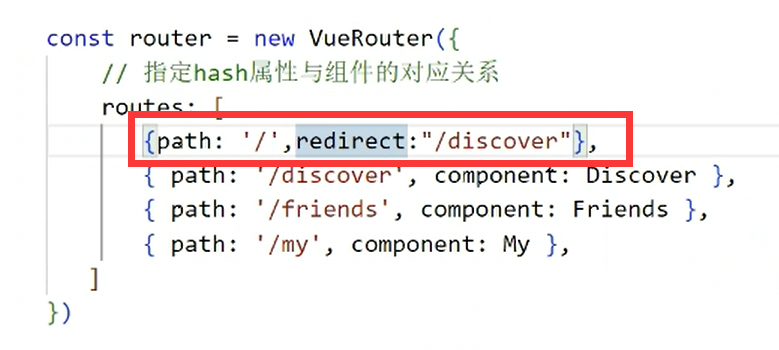 const router = new VueRouter({
// 指定hash属性与组件的对应关系
routes: [
{path: '/',redirect:"/discover"},
{ path: '/discover', component: Discover },
{ path: '/friends', component: Friends },
{ path: '/my', component: My },
]
})